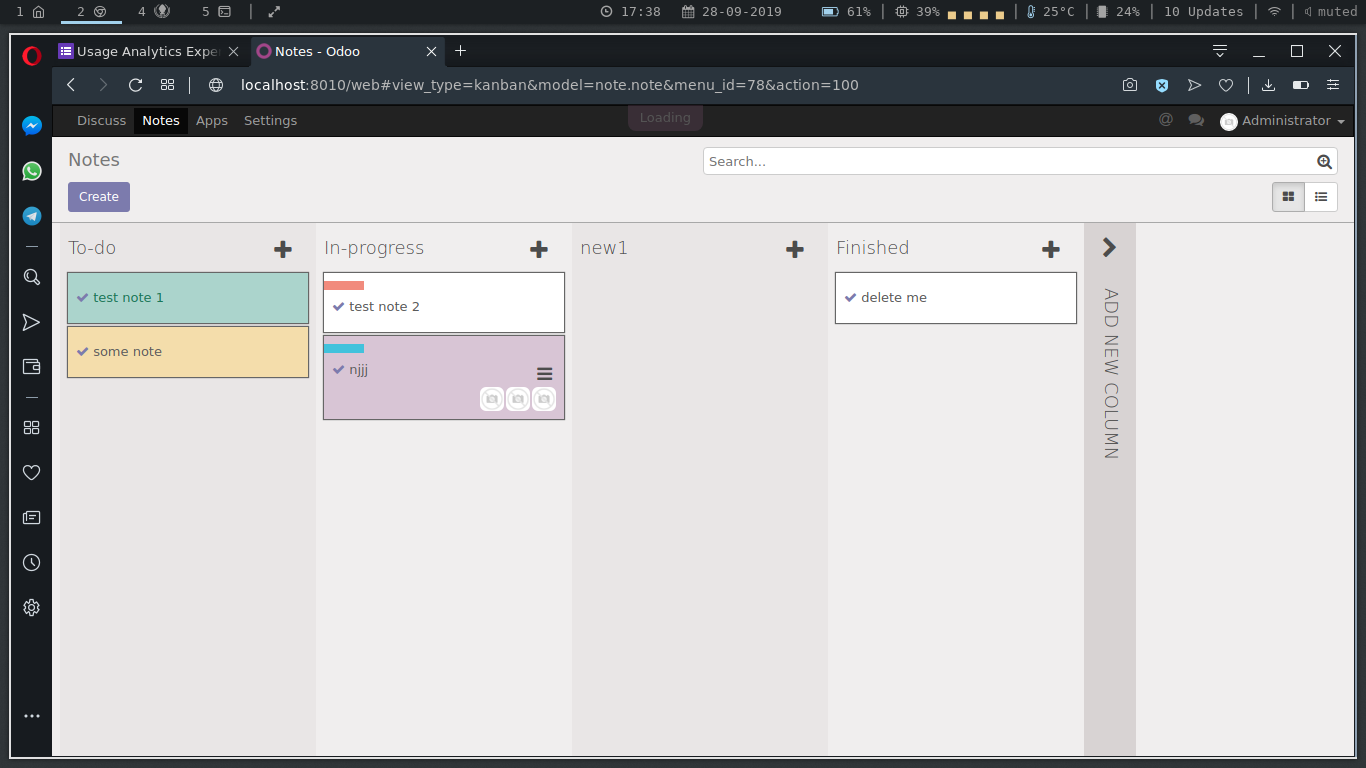 1 2 4 5 17:38 28-09-2019 61% 39% 25°C 24% 10 Updates muted
Usage Analytics Expe Notes - Odoo
localhost:8010/web#view_type=kanban&model=note.note&menu_id=78&action=100
Discuss Notes Apps Settings Loading @ Administrator
Notes Search...
Create
To-do In-progress new1 Finished
test note 1 test note 2 delete me
some note njjj
ADD NEW COLUMN